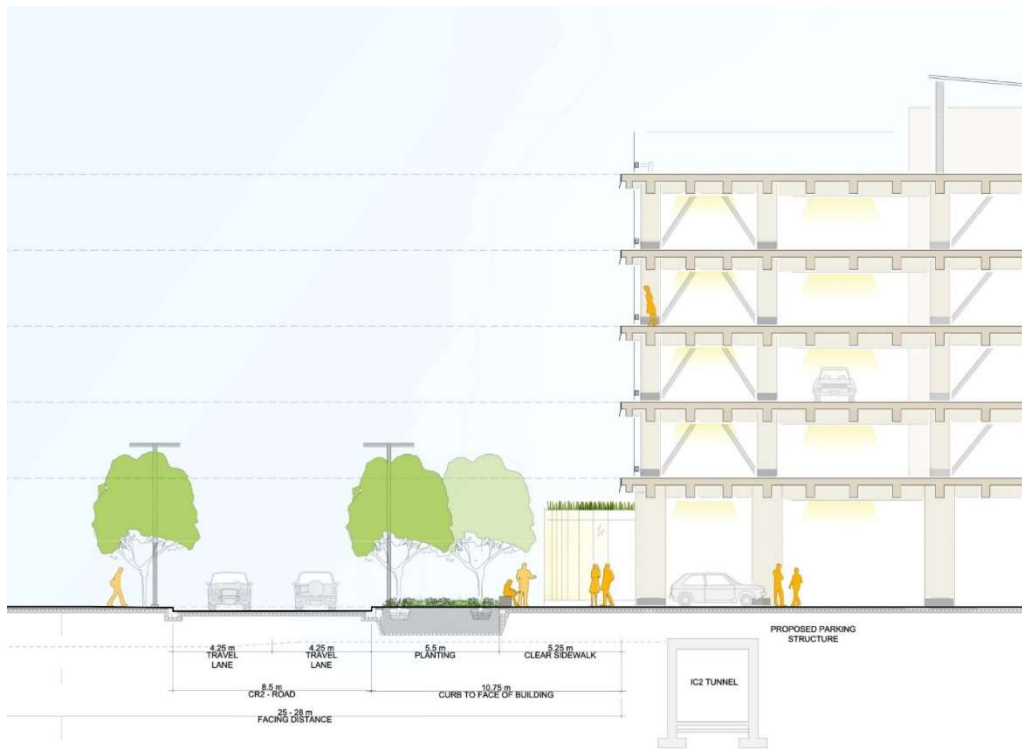 PROPOSED PARKING
STRUCTURE
4.25 m
TRAVEL
LANE
4.25 m
TRAVEL
LANE
5.5 m
PLANTING
5.25 m
CLEAR SIDEWALK
IC2 TUNNEL
8.5 m
CR2 - ROAD
10.75 m
CURB TO FACE OF BUILDING
25 - 28 m
FACING DISTANCE